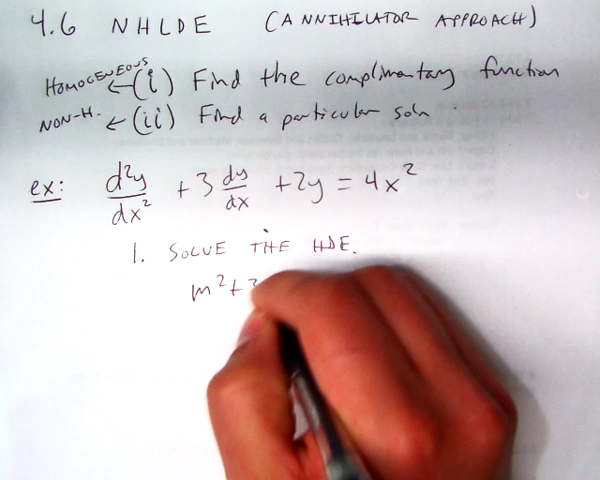 4.6 NHLDE (ANNIHILATOR APPROACH)
HOMOGENEOUS ← (i) Find the complimentary function
NON-H. ← (ii) Find a particular soln.
ex: d²y/dx² + 3 dy/dx + 2y = 4x²
1. SOLVE THE HDE.
m² + 3